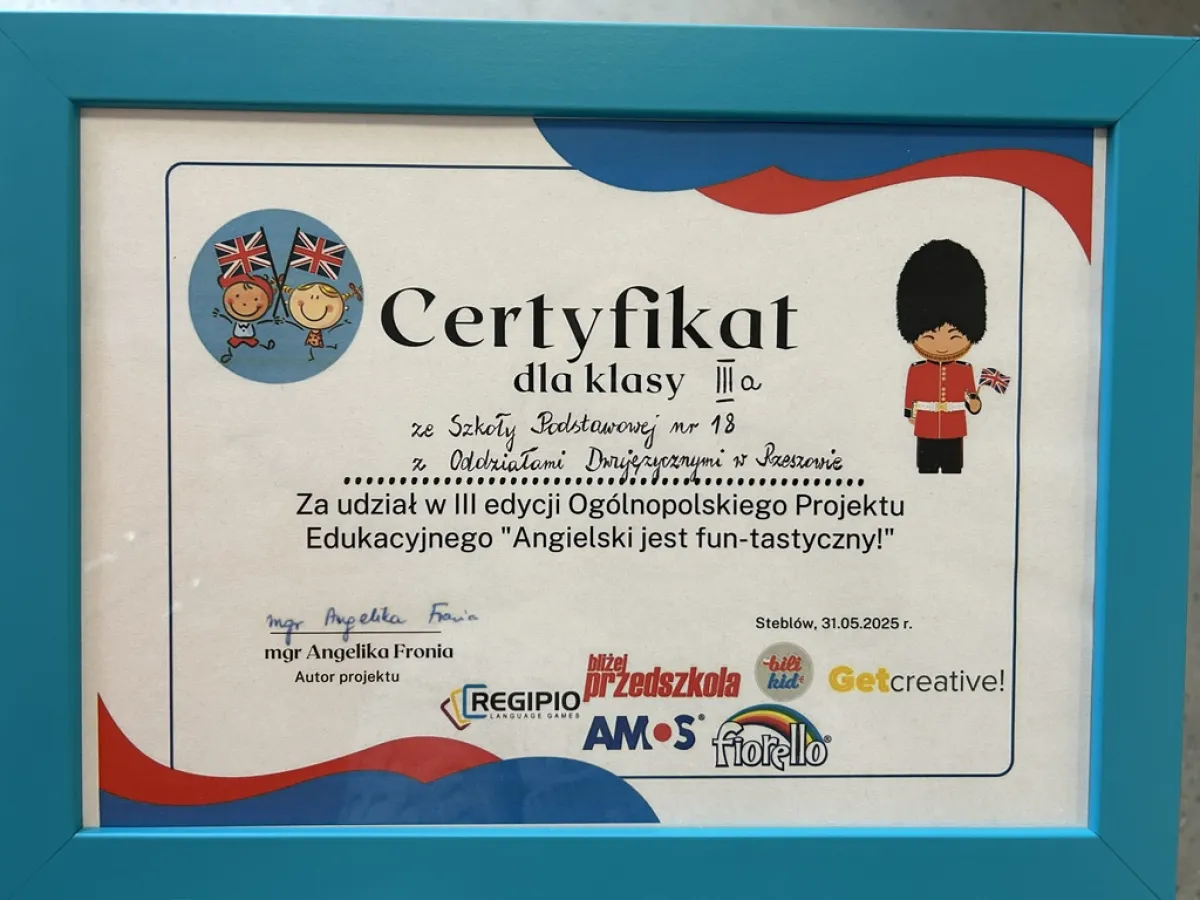 Certyfikat
dla klasy III a
ze Szkoły Podstawowej nr 18
z Oddziałami Dwujęzycznymi w Rzeszowie
Za udział w III edycji Ogólnopolskiego Projektu
Edukacyjnego "Angielski jest fun-tastyczny!"
mgr Angelika Fronia
mgr Angelika Fronia
Autor projektu
Steblów, 31.05.2025 r.
REGIPIO
LANGUAGE GAMES
bliżej
przedszkola
bili
kid
Getcreative!
AMOS®
fiorello®